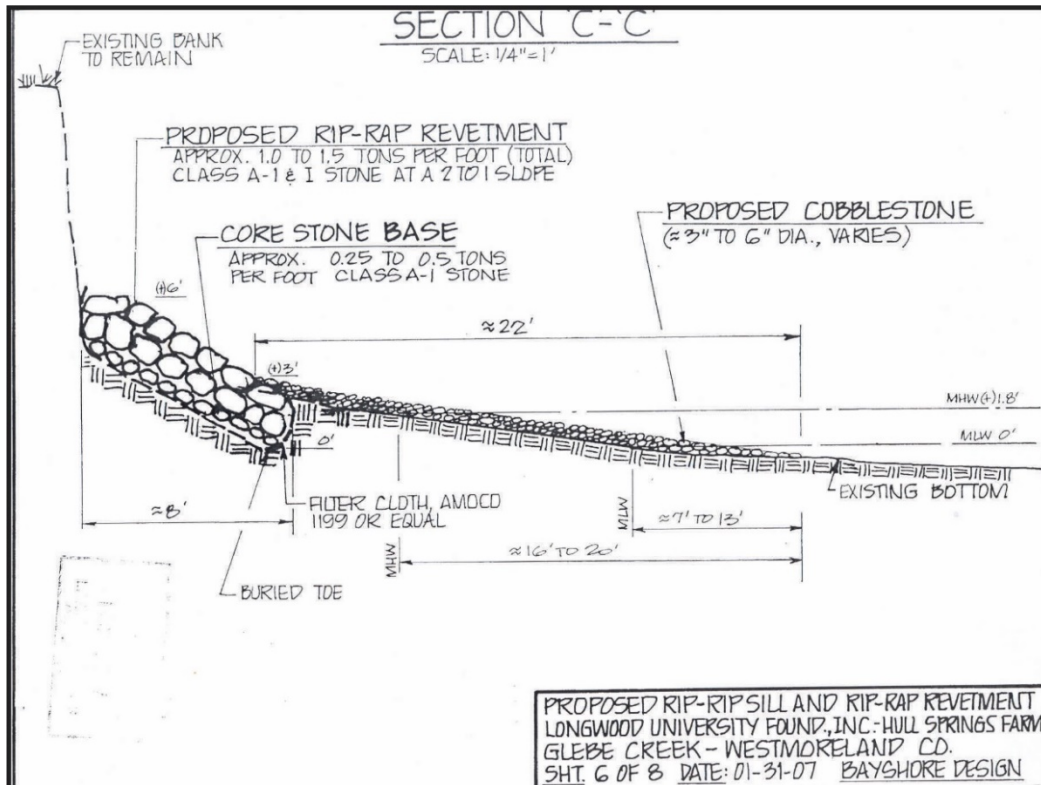 SECTION 'C'-'C'
SCALE: 1/4"=1'
EXISTING BANK
TO REMAIN
PROPOSED RIP-RAP REVETMENT
APPROX. 1.0 TO 1.5 TONS PER FOOT (TOTAL)
CLASS A-1 & I STONE AT A 2 TO 1 SLOPE
PROPOSED COBBLESTONE
(≈3" TO 6" DIA., VARIES)
CORE STONE BASE
APPROX. 0.25 TO 0.5 TONS
PER FOOT CLASS A-1 STONE
(+)6'
≈22'
(+)3'
MHW(+)1.8'
MLW 0'
0'
EXISTING BOTTOM
FILTER CLOTH, AMOCO
1199 OR EQUAL
≈8'
MHW
MLW
≈7' TO 13'
≈16' TO 20'
BURIED TOE
PROPOSED RIP-RIP SILL AND RIP-RAP REVETMENT
LONGWOOD UNIVERSITY FOUND., INC.-HULL SPRINGS FARM
GLEBE CREEK - WESTMORELAND CO.
SHT. 6 OF 8 DATE: 01-31-07 BAYSHORE DESIGN